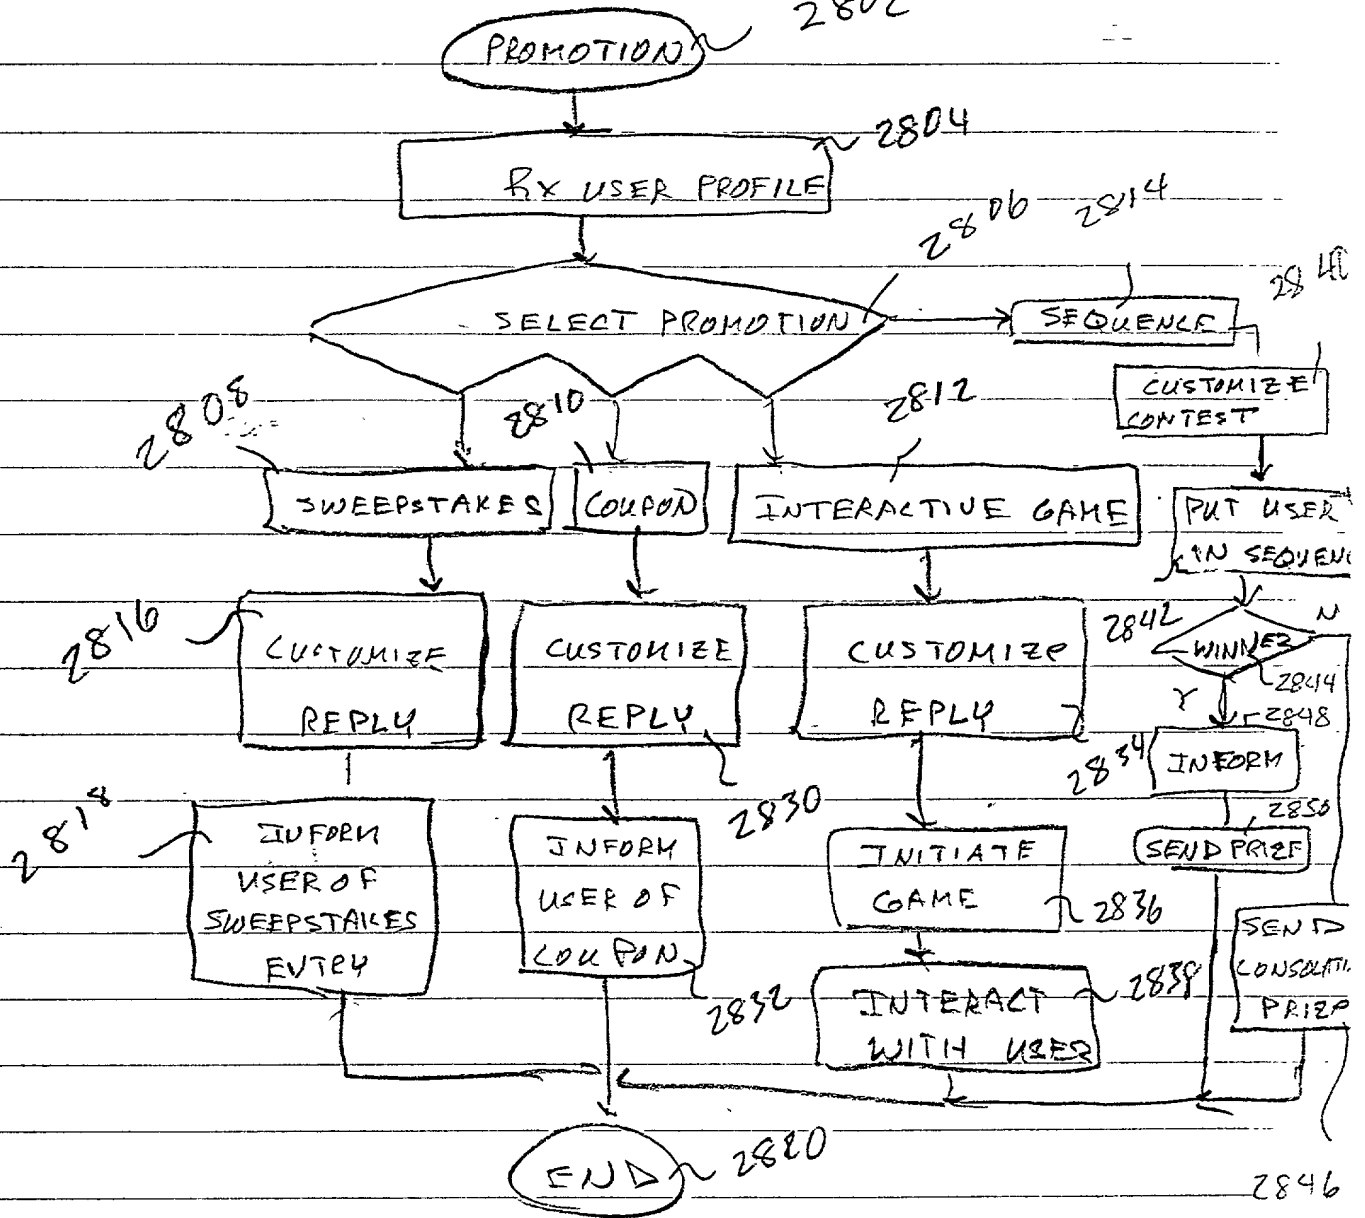 2802
PROMOTION
2804
Rx USER PROFILE
2806
2814
SELECT PROMOTION
SEQUENCE
2808
2810
2812
CUSTOMIZE
CONTEST
SWEEPSTAKES
COUPON
INTERACTIVE GAME
PUT USER
IN SEQUENC
2816
CUSTOMIZE
REPLY
CUSTOMIZE
REPLY
2830
CUSTOMIZE
REPLY
2834
2842
WINNER
N
2844
Y
2848
INFORM
2818
INFORM
USER OF
SWEEPSTAKES
ENTRY
INFORM
USER OF
COUPON
2832
INITIATE
GAME
2836
2850
SEND PRIZE
INTERACT
WITH USER
2838
SEND
CONSOLATI
PRIZE
END
2820
2846